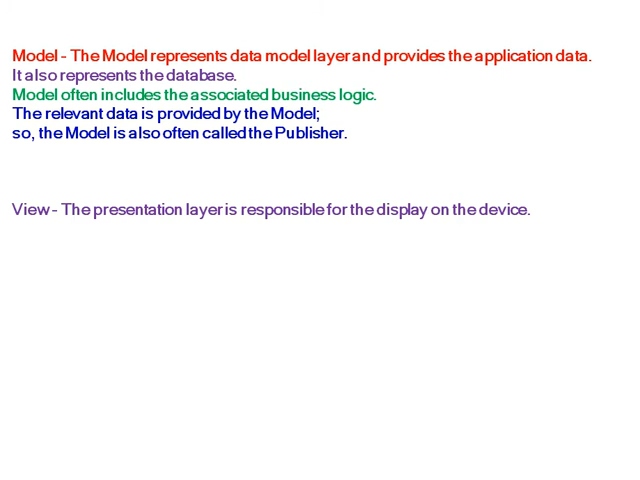 Model - The Model represents data model layer and provides the application data.
It also represents the database.
Model often includes the associated business logic.
The relevant data is provided by the Model;
so, the Model is also often called the Publisher.
View - The presentation layer is responsible for the display on the device.